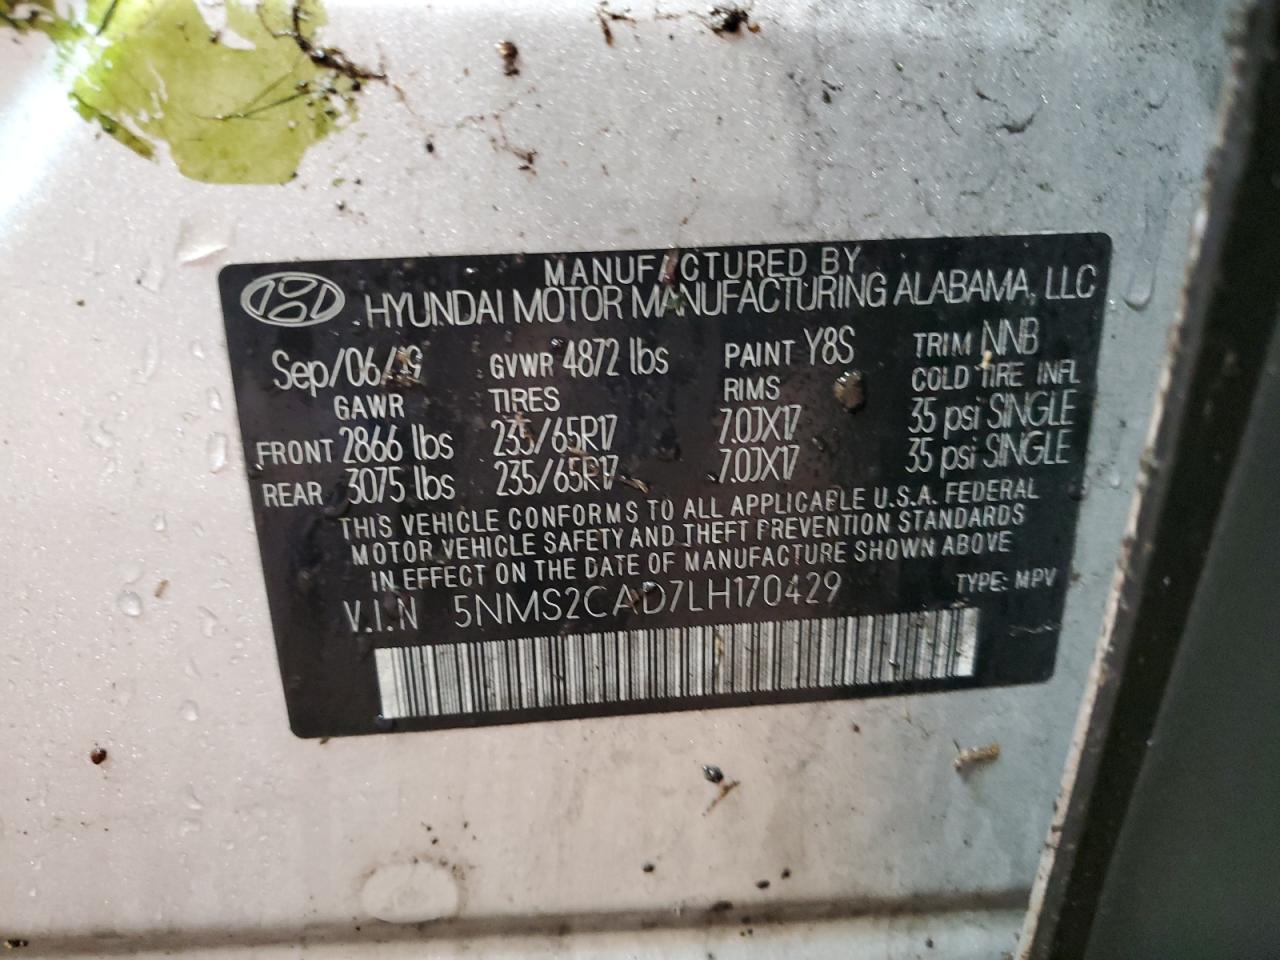 MANUFACTURED BY
HYUNDAI MOTOR MANUFACTURING ALABAMA, LLC
Sep/06/19 GVWR 4872 lbs PAINT Y8S TRIM NNB
GAWR TIRES RIMS COLD TIRE INFL
FRONT 2866 lbs 235/65R17 7.0JX17 35 psi SINGLE
REAR 3075 lbs 235/65R17 7.0JX17 35 psi SINGLE
THIS VEHICLE CONFORMS TO ALL APPLICABLE U.S.A. FEDERAL
MOTOR VEHICLE SAFETY AND THEFT PREVENTION STANDARDS
IN EFFECT ON THE DATE OF MANUFACTURE SHOWN ABOVE
V.I.N 5NMS2CAD7LH170429 TYPE: MPV